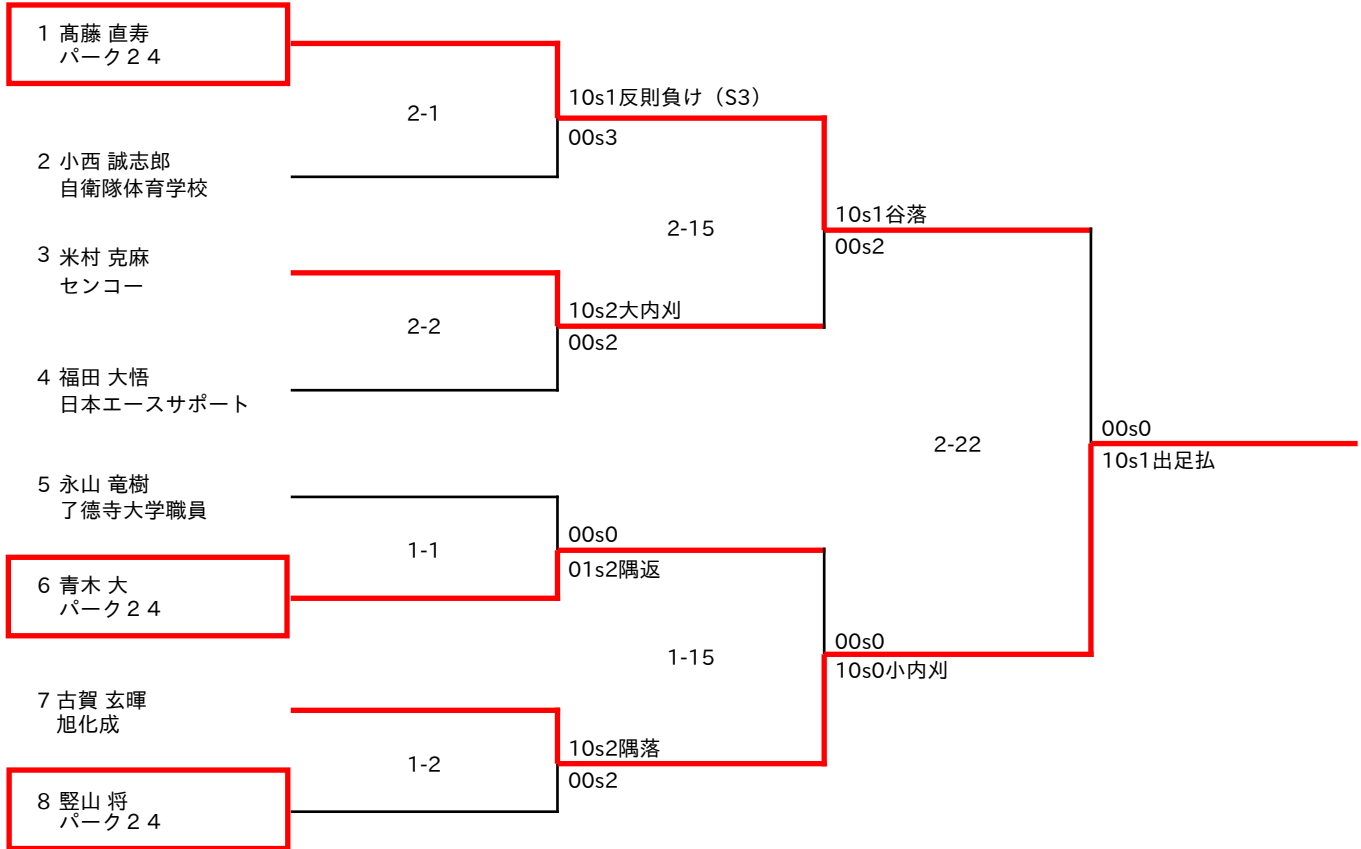 1 髙藤 直寿
パーク２４
2-1
10s1反則負け（S3）
00s3
2 小西 誠志郎
自衛隊体育学校
2-15
10s1谷落
00s2
3 米村 克麻
センコー
2-2
10s2大内刈
00s2
4 福田 大悟
日本エースサポート
2-22
00s0
10s1出足払
5 永山 竜樹
了德寺大学職員
1-1
00s0
01s2隅返
6 青木 大
パーク２４
1-15
00s0
10s0小内刈
7 古賀 玄暉
旭化成
1-2
10s2隅落
00s2
8 竪山 将
パーク２４